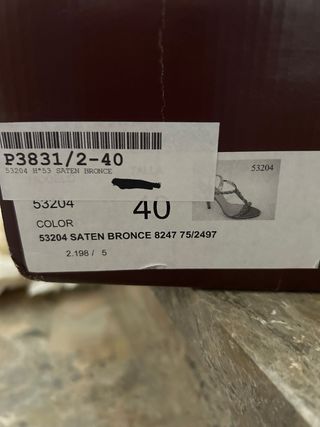 P3831/2-40
53204 H*53 SATEN BRONCE
53204
40
53204
COLOR
53204 SATEN BRONCE 8247 75/2497
2.198 / 5